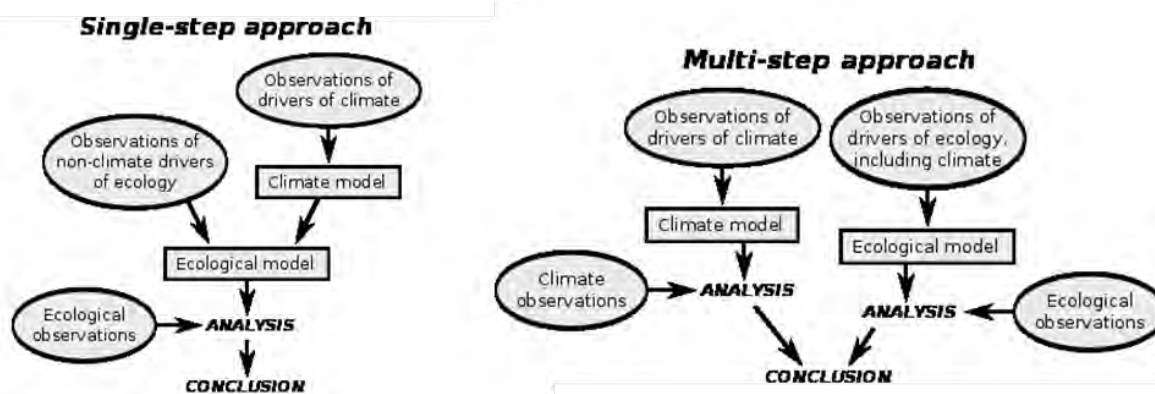 Single-step approach
Observations of
drivers of climate
Observations of
non-climate drivers
of ecology
Climate model
Ecological model
Ecological
observations
ANALYSIS
CONCLUSION
Multi-step approach
Observations of
drivers of climate
Observations of
drivers of ecology,
including climate
Climate model
Ecological model
Climate
observations
ANALYSIS
ANALYSIS
Ecological
observations
CONCLUSION